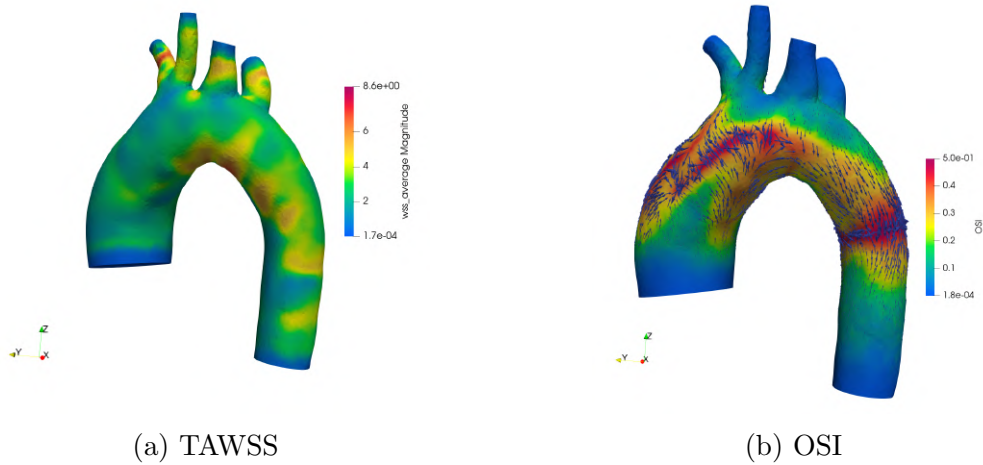 8.6e+00
6
4
2
1.7e-04
wss_average Magnitude
Z
Y
X
5.0e-01
0.4
0.3
0.2
0.1
1.8e-04
OSI
Z
Y
X
(a) TAWSS
(b) OSI